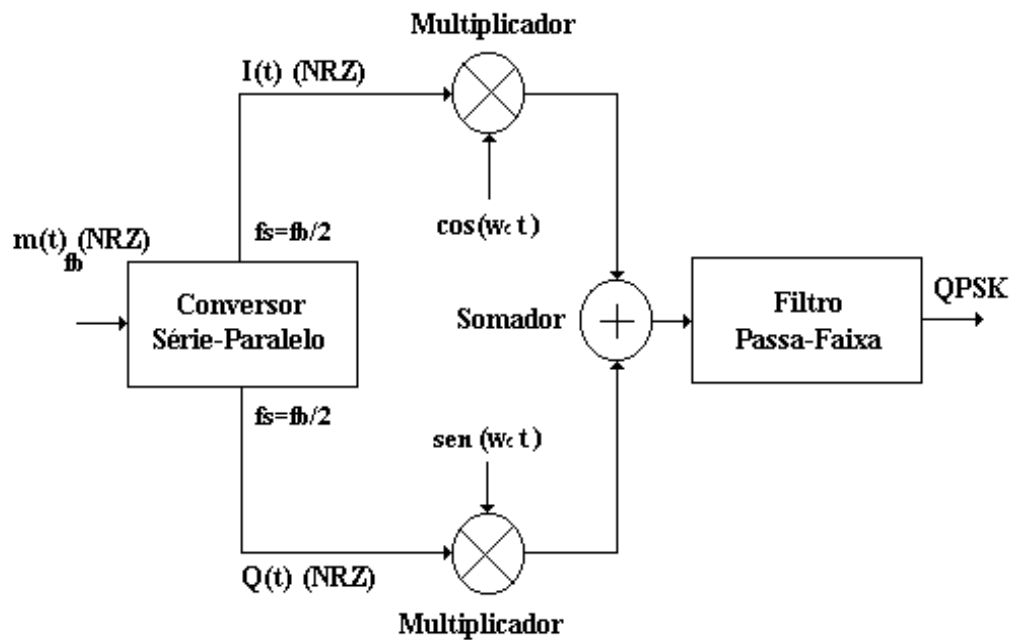 Multiplicador
I(t) (NRZ)
cos(wc t)
m(t) (NRZ)
fb
fs=fb/2
Conversor
Série-Paralelo
fs=fb/2
Somador
Filtro
Passa-Faixa
QPSK
sen (wc t)
Q(t) (NRZ)
Multiplicador